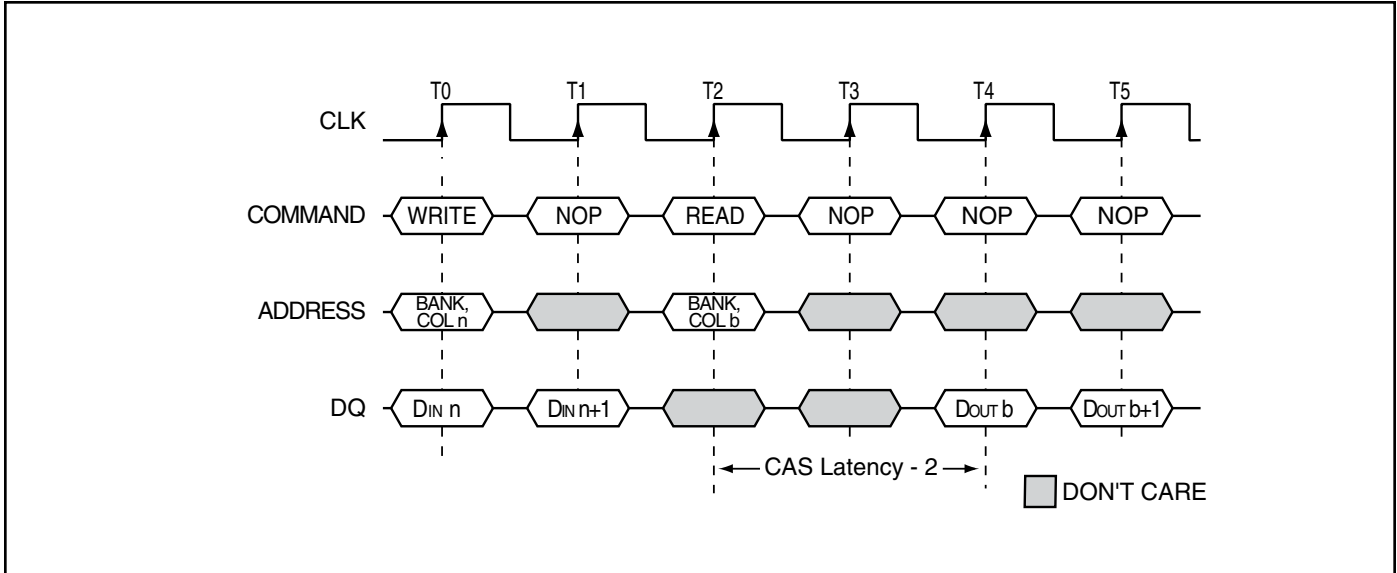 T0 T1 T2 T3 T4 T5
CLK
COMMAND WRITE NOP READ NOP NOP NOP
ADDRESS BANK, COL n BANK, COL b
DQ DIN n DIN n+1 DOUT b DOUT b+1
CAS Latency - 2
DON'T CARE